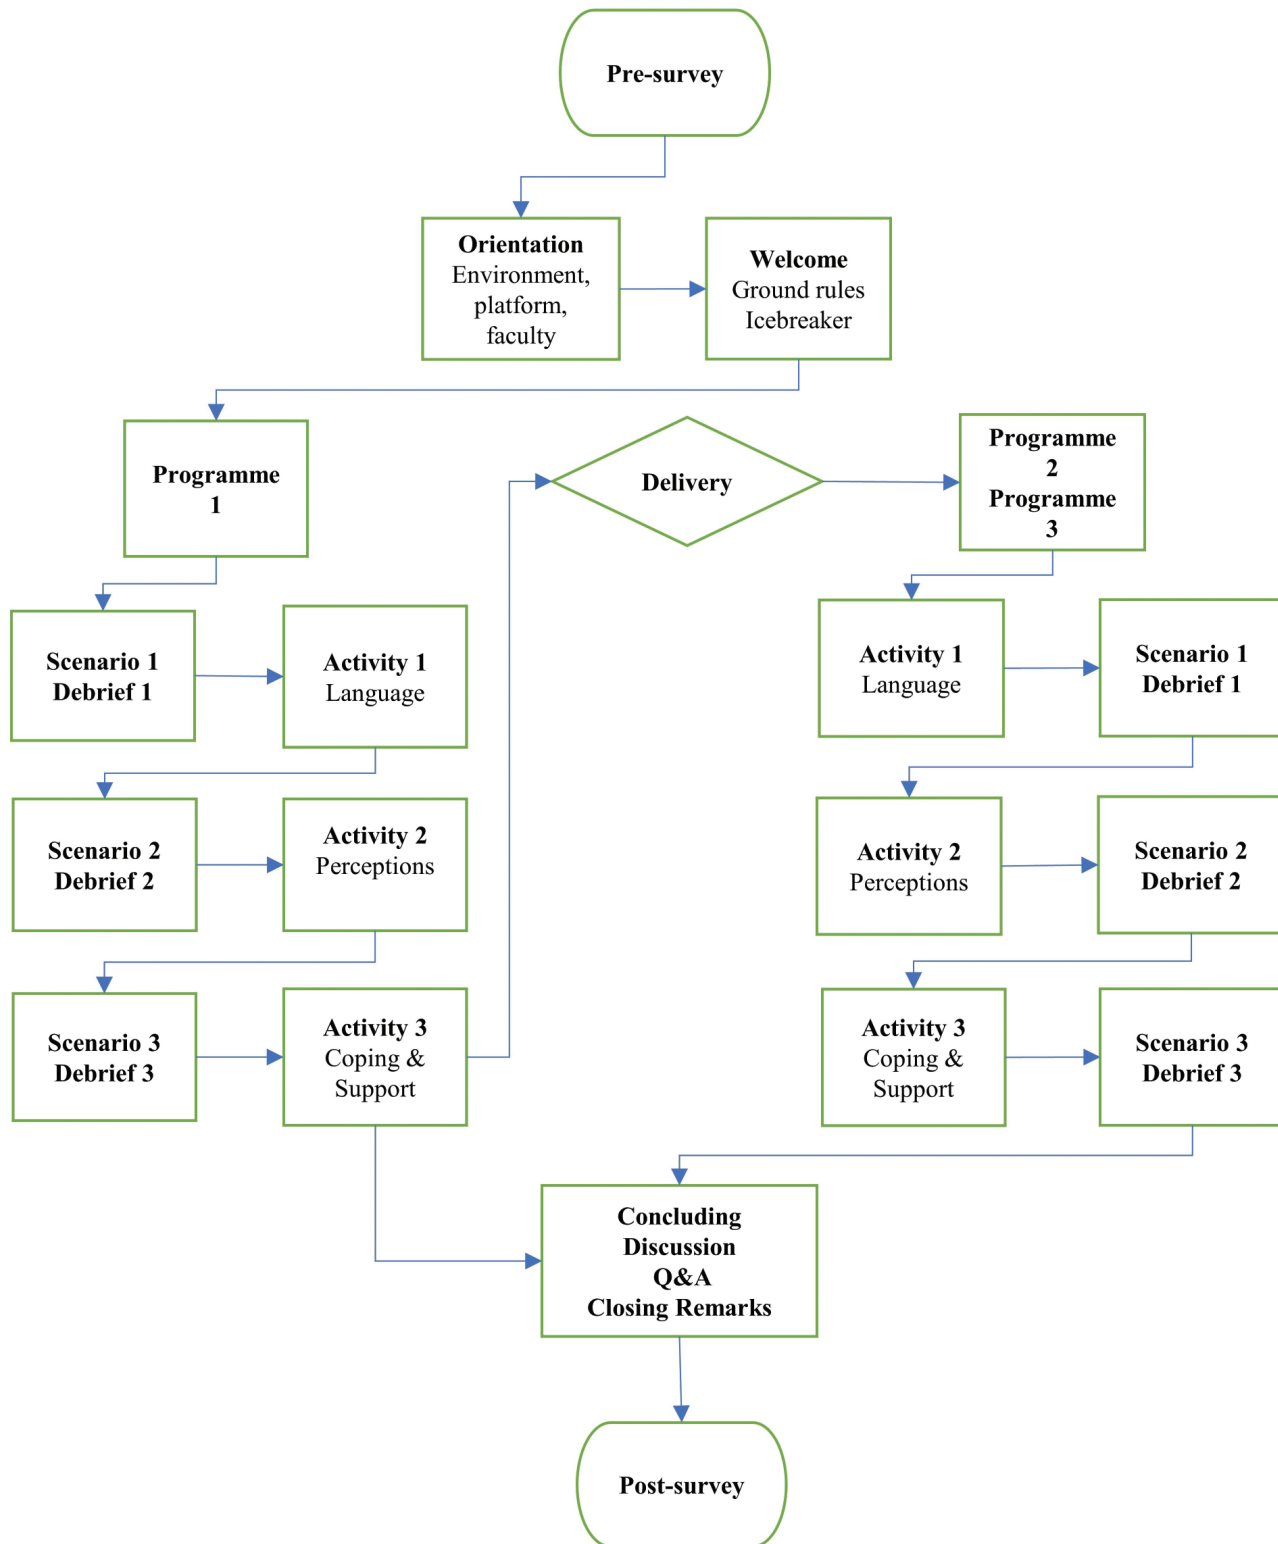 Pre-survey
Orientation
Environment,
platform,
faculty
Welcome
Ground rules
Icebreaker
Programme
1
Delivery
Programme
2
Programme
3
Scenario 1
Debrief 1
Activity 1
Language
Activity 1
Language
Scenario 1
Debrief 1
Scenario 2
Debrief 2
Activity 2
Perceptions
Activity 2
Perceptions
Scenario 2
Debrief 2
Scenario 3
Debrief 3
Activity 3
Coping &
Support
Activity 3
Coping &
Support
Scenario 3
Debrief 3
Concluding
Discussion
Q&A
Closing Remarks
Post-survey